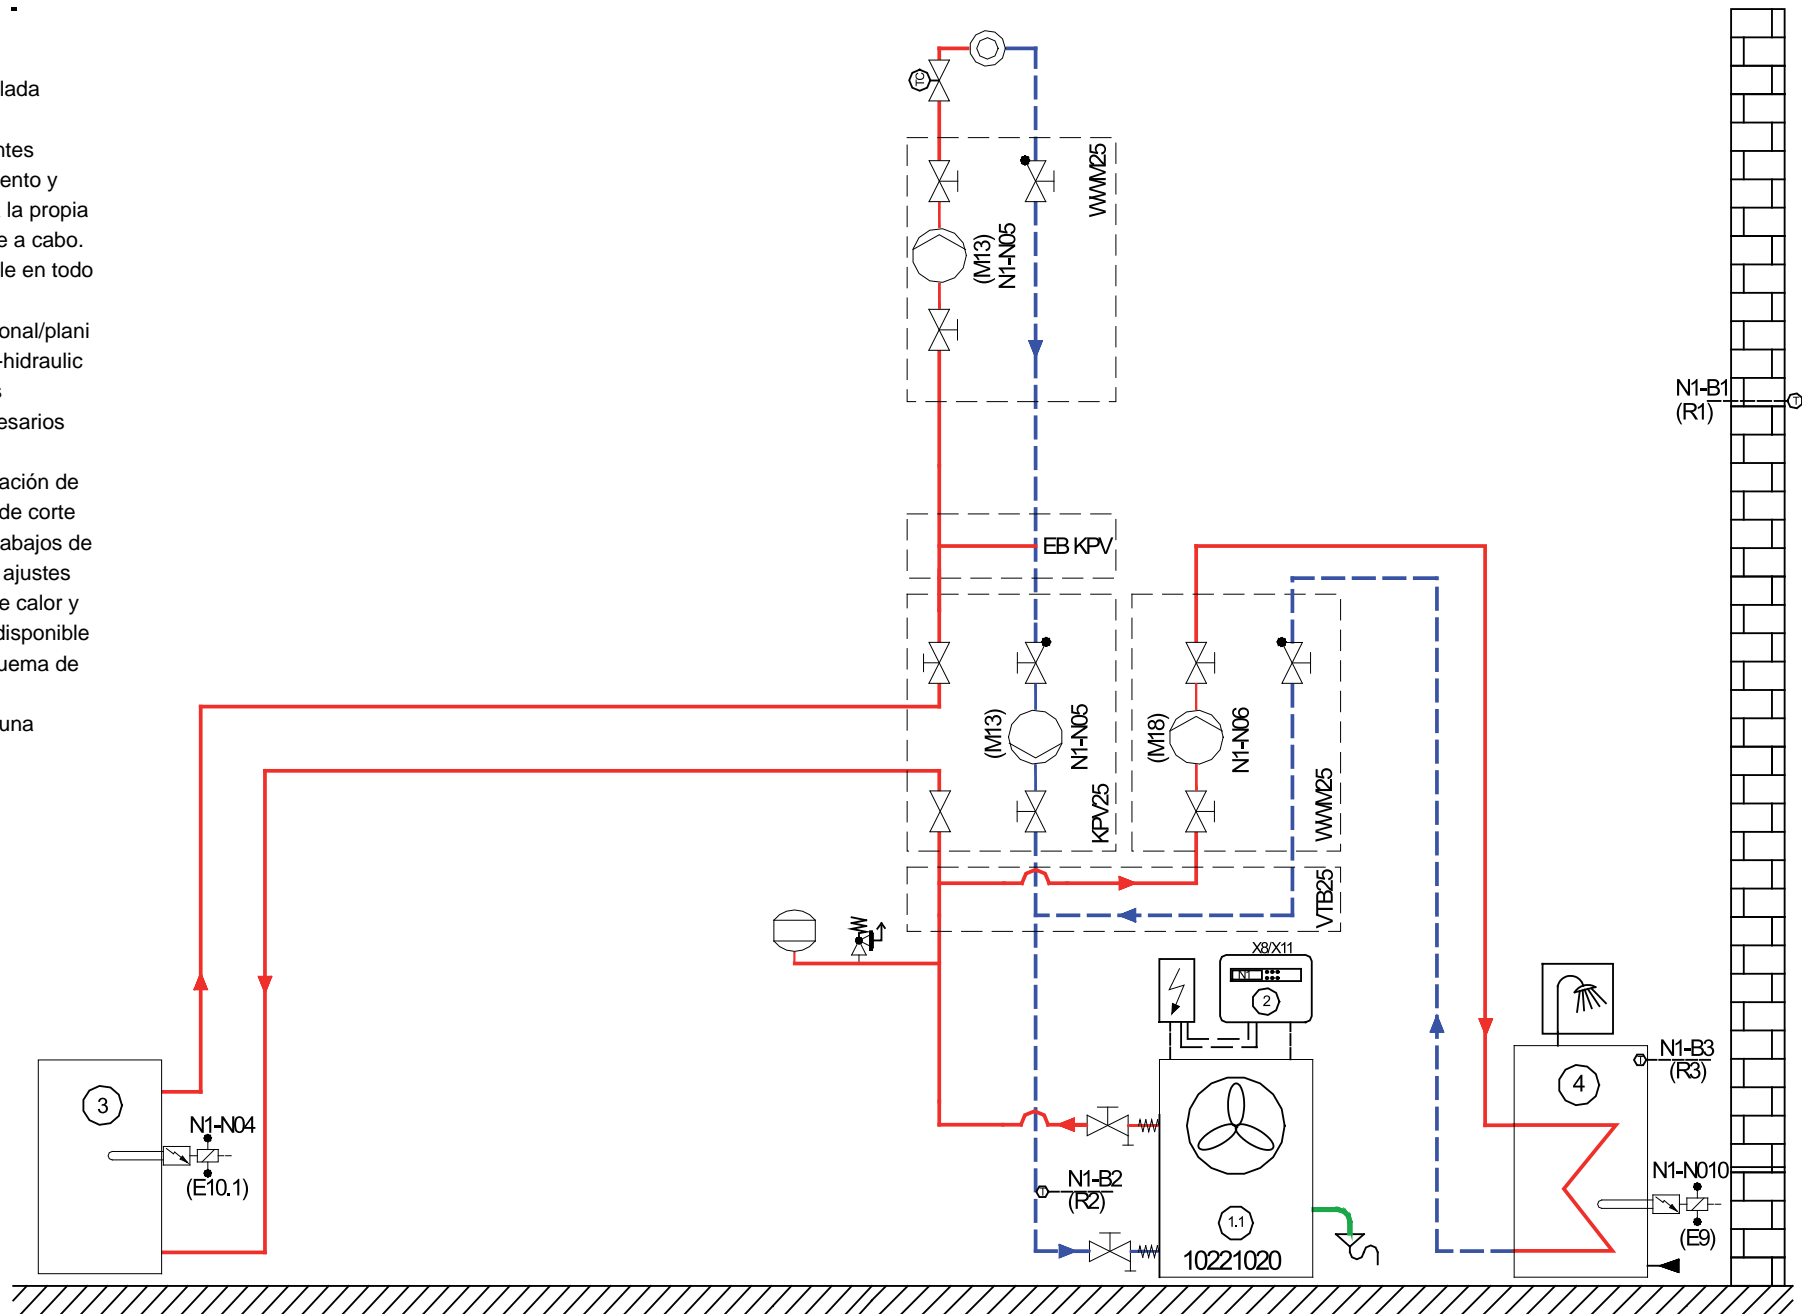 lada
ntes
ento y
la propia
e a cabo.
le en todo
onal/plani
-hidraulic
s
esarios
ación de
de corte
abajos de
ajustes
e calor y
disponible
uema de
una
TC
WWM25
(M13)
N1-N05
N1-B1
(R1)
T
EB KPV
(M13)
N1-N05
KPV25
(M18)
N1-N06
WWM25
VTB25
X8/X11
N1
2
3
N1-N04
(E10.1)
N1-B2
(R2)
T
1.1
10221020
4
T
N1-B3
(R3)
N1-N010
(E9)